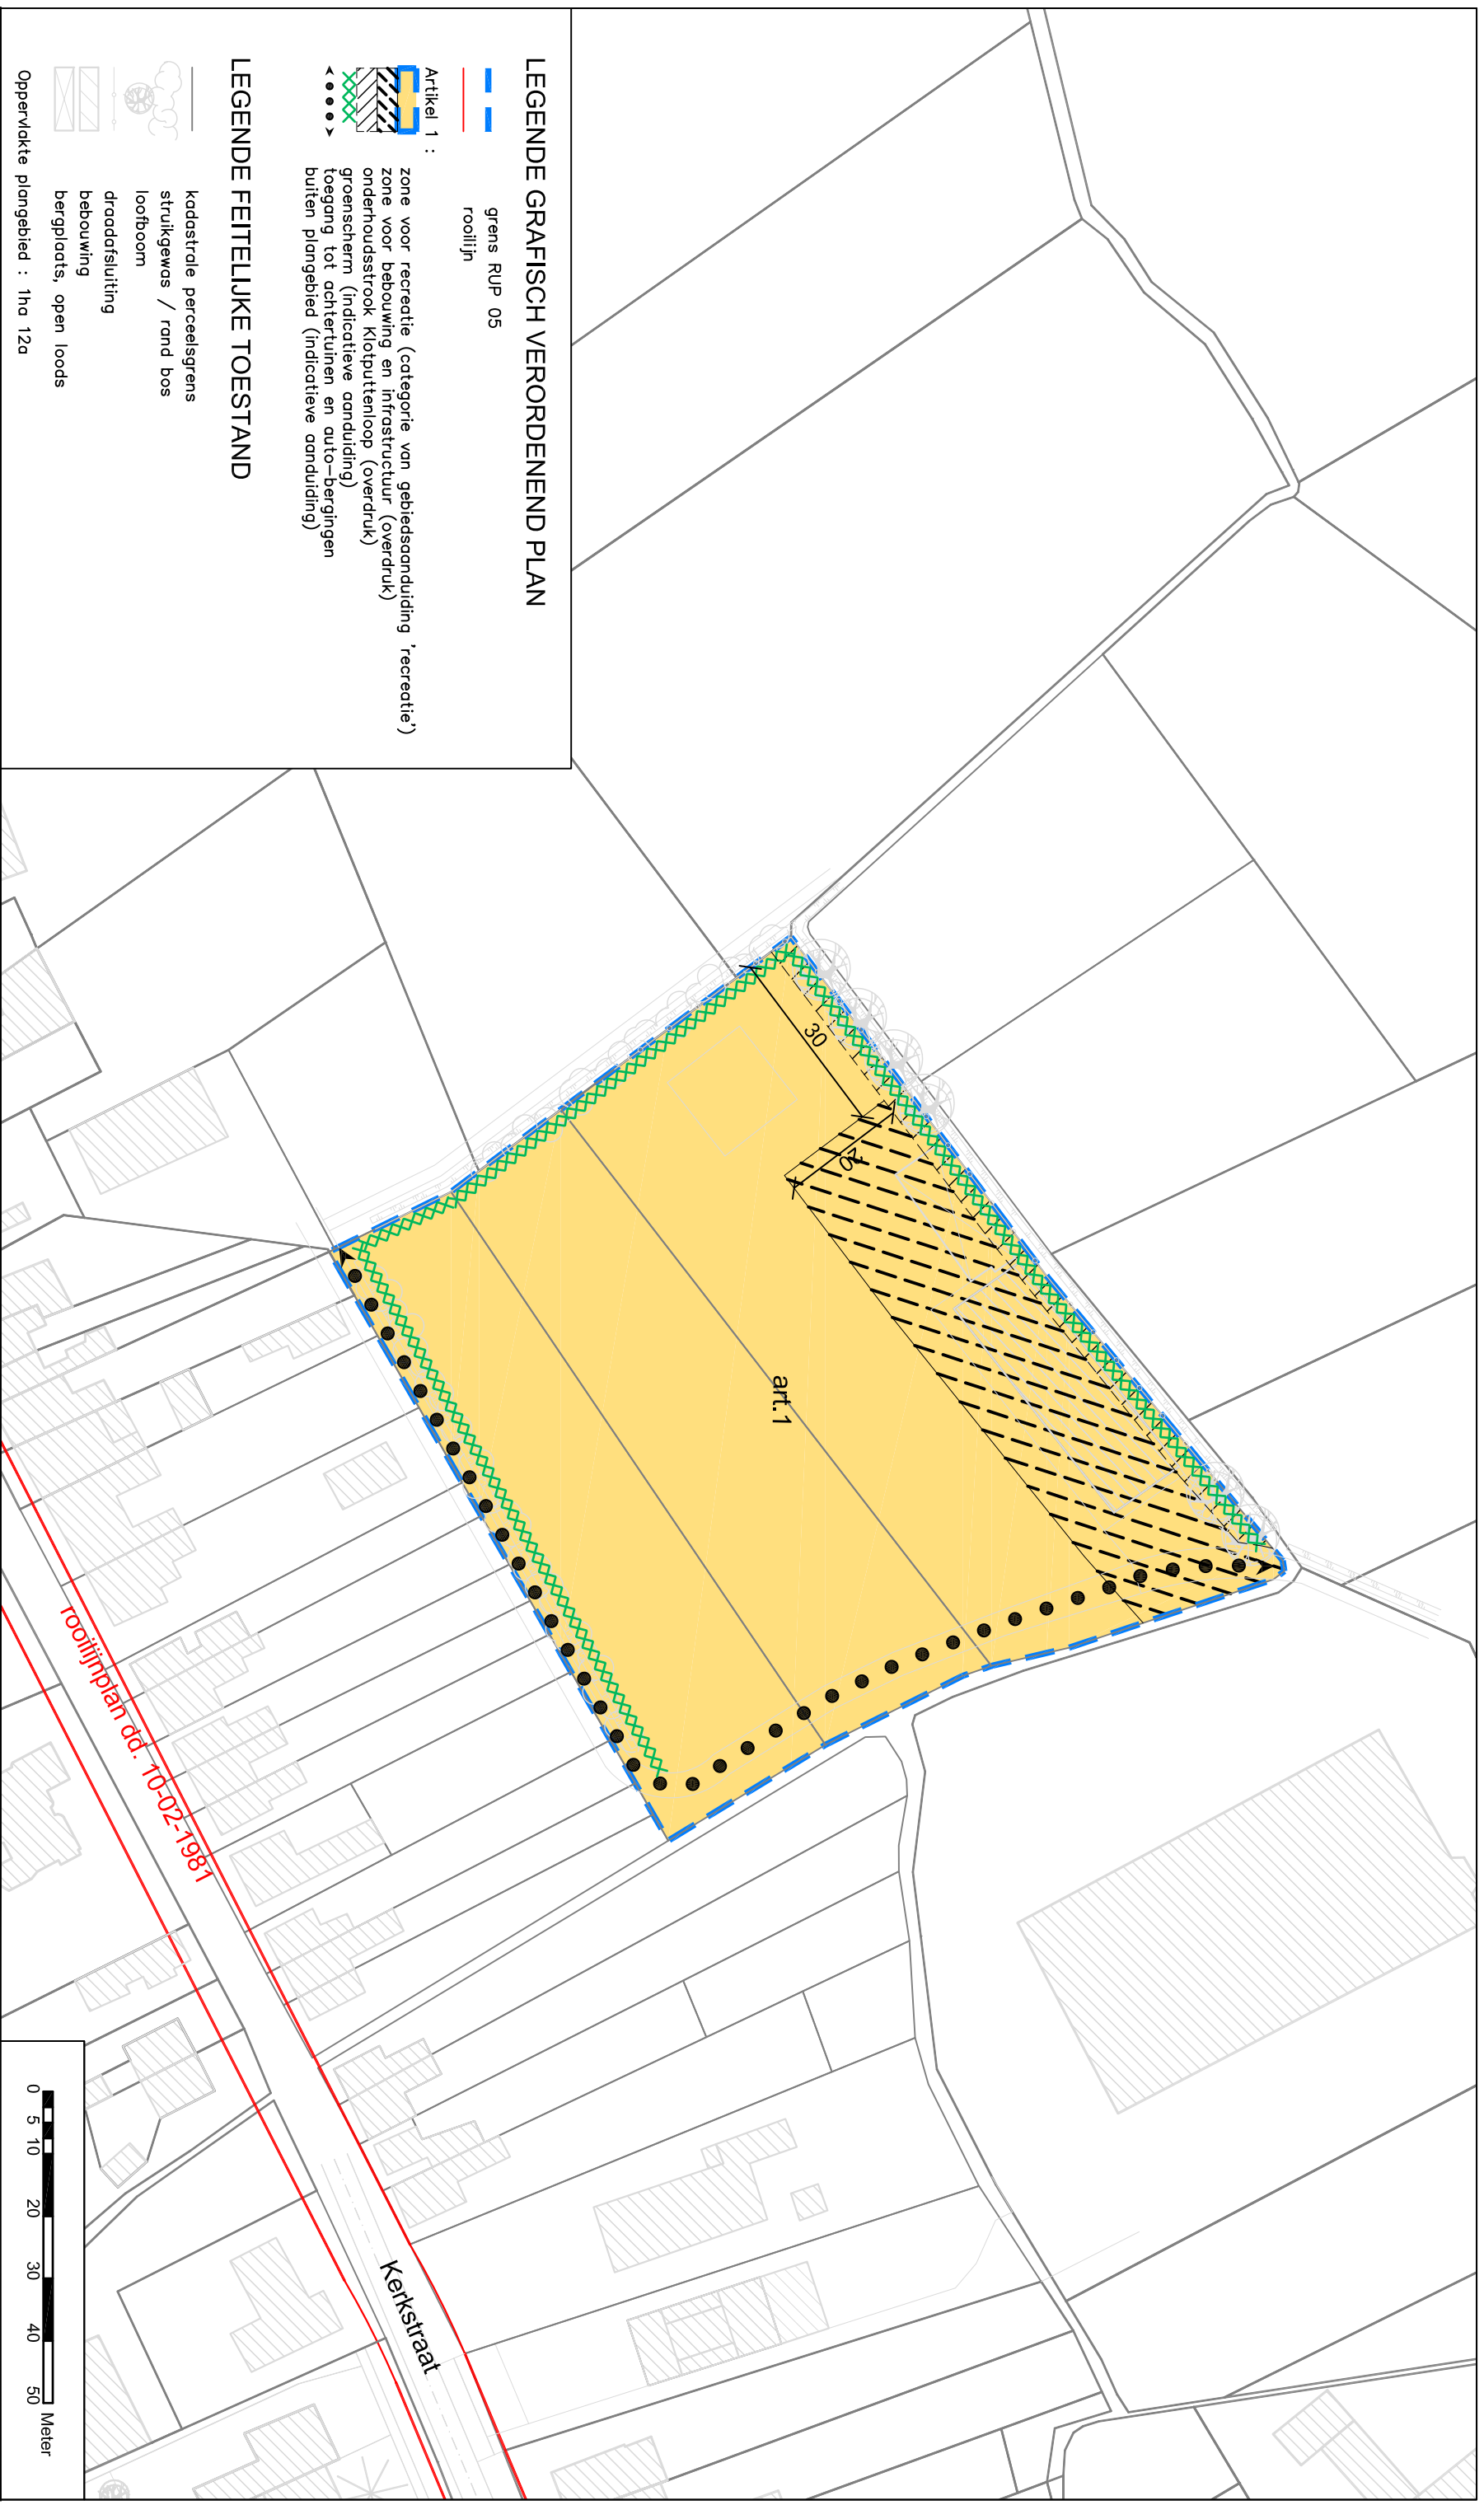 LEGENDE GRAFISCH VERORDENEND PLAN
grens RUP 05
rooilijn
Artikel 1 :
zone voor recreatie (categorie van gebiedsaanduiding 'recreatie')
zone voor bebouwing en infrastructuur (overdruk)
onderhoudsstrook Klotputtenloop (overdruk)
groenscherm (indicatieve aanduiding)
toegang tot achtertuinen en auto-bergingen
buiten plangebied (indicatieve aanduiding)
LEGENDE FEITELIJKE TOESTAND
kadastrale perceelsgrens
struikgewas / rand bos
loofboom
draadafsluiting
bebouwing
bergplaats, open loods
Oppervlakte plangebied : 1ha 12a
30
20
art.1
rooilijnplan dd. 10-02-1981
Kerkstraat
0 5 10 20 30 40 50 Meter